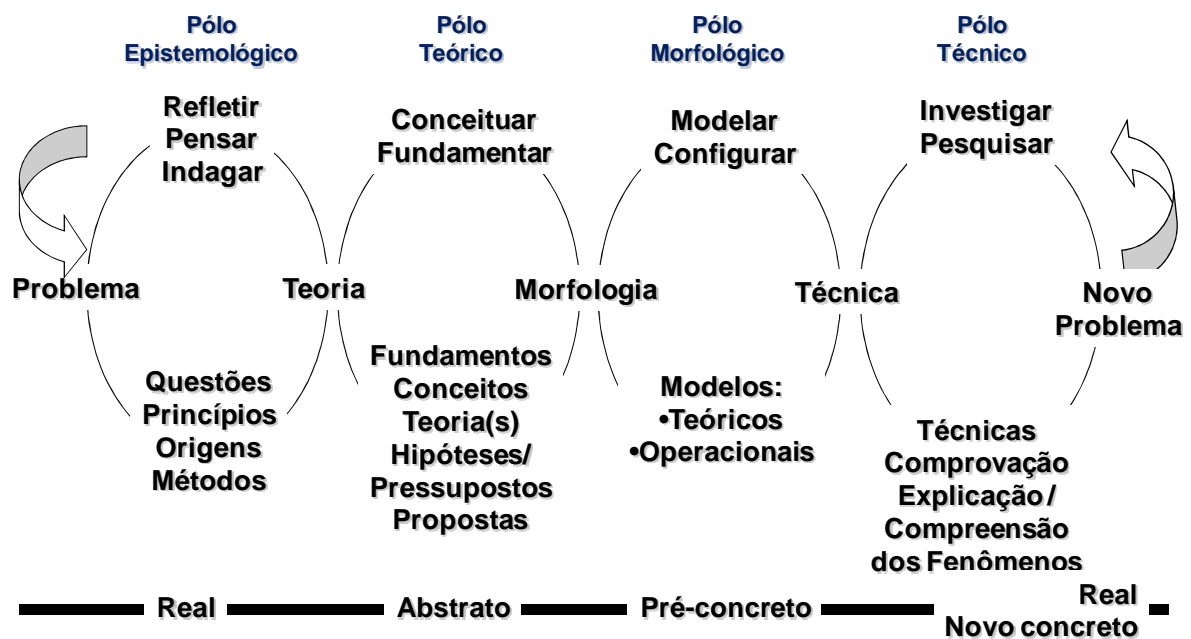 Pólo
Epistemológico
Pólo
Teórico
Pólo
Morfológico
Pólo
Técnico
Refletir
Pensar
Indagar
Conceituar
Fundamentar
Modelar
Configurar
Investigar
Pesquisar
Problema
Teoria
Morfologia
Técnica
Novo
Problema
Questões
Princípios
Origens
Métodos
Fundamentos
Conceitos
Teoria(s)
Hipóteses/
Pressupostos
Propostas
Modelos:
•Teóricos
•Operacionais
Técnicas
Comprovação
Explicação/
Compreensão
dos Fenômenos
Real
Abstrato
Pré-concreto
Real
Novo concreto